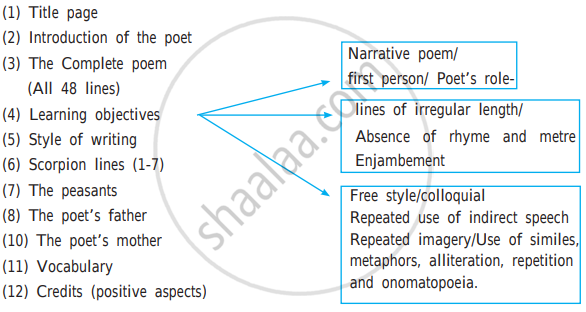 (1) Title page
(2) Introduction of the poet
(3) The Complete poem
(All 48 lines)
(4) Learning objectives
(5) Style of writing
(6) Scorpion lines (1-7)
(7) The peasants
(8) The poet's father
(10) The poet's mother
(11) Vocabulary
(12) Credits (positive aspects)
Narrative poem/
first person/ Poet's role-
lines of irregular length/
Absence of rhyme and metre
Enjambement
Free style/colloquial
Repeated use of indirect speech
Repeated imagery/Use of similes,
metaphors, alliteration, repetition
and onomatopoeia.
shaalaa.com